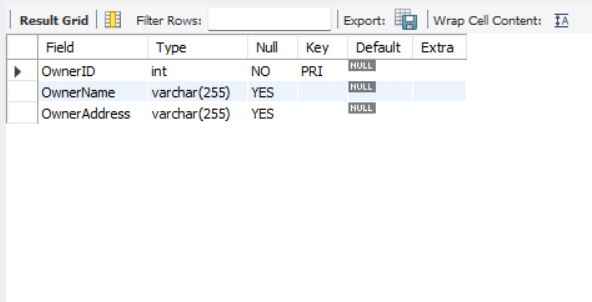 Result Grid Filter Rows: Export: Wrap Cell Content: IA
Field Type Null Key Default Extra
OwnerID int NO PRI NULL
OwnerName varchar(255) YES NULL
OwnerAddress varchar(255) YES NULL